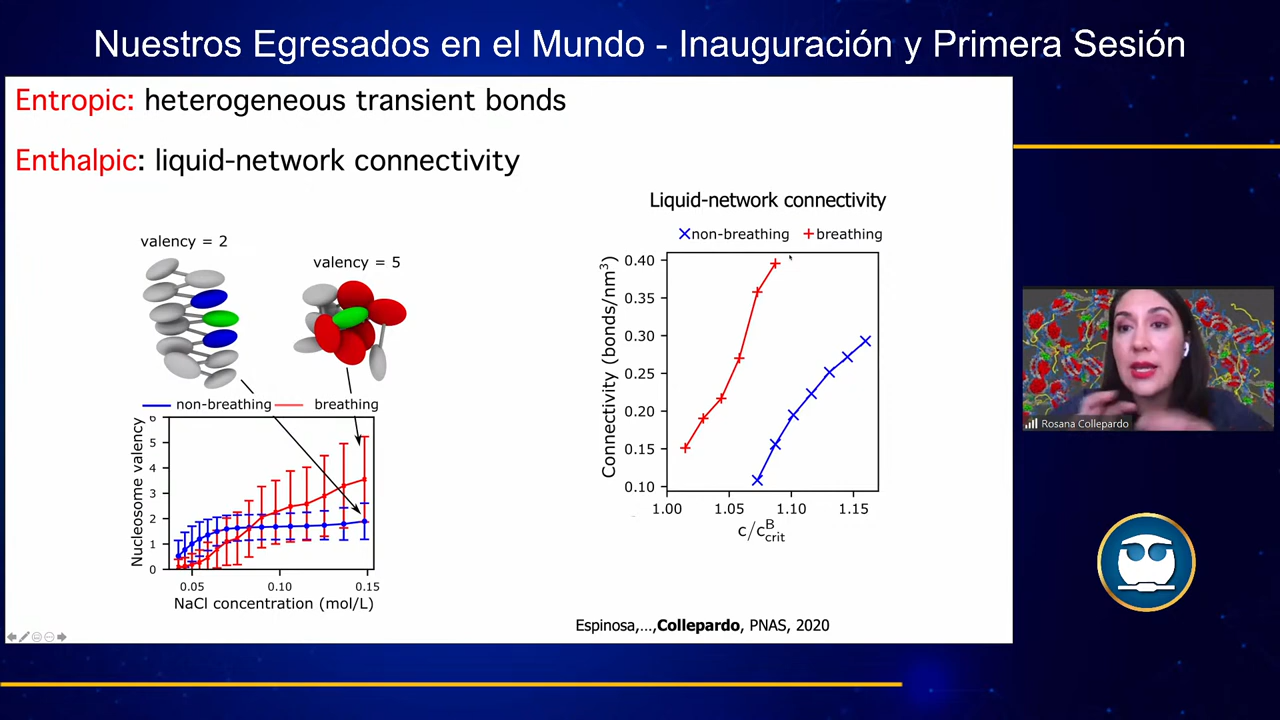 Nuestros Egresados en el Mundo - Inauguración y Primera Sesión
Entropic: heterogeneous transient bonds
Enthalpic: liquid-network connectivity
valency = 2
valency = 5
non-breathing
breathing
Nucleosome valency
6
5
4
3
2
1
0
0.05
0.10
0.15
NaCl concentration (mol/L)
Liquid-network connectivity
non-breathing
breathing
Connectivity (bonds/nm³)
0.40
0.35
0.30
0.25
0.20
0.15
0.10
1.00
1.05
1.10
1.15
c/c^B_crit
Espinosa,...,Collepardo, PNAS, 2020
Rosana Collepardo